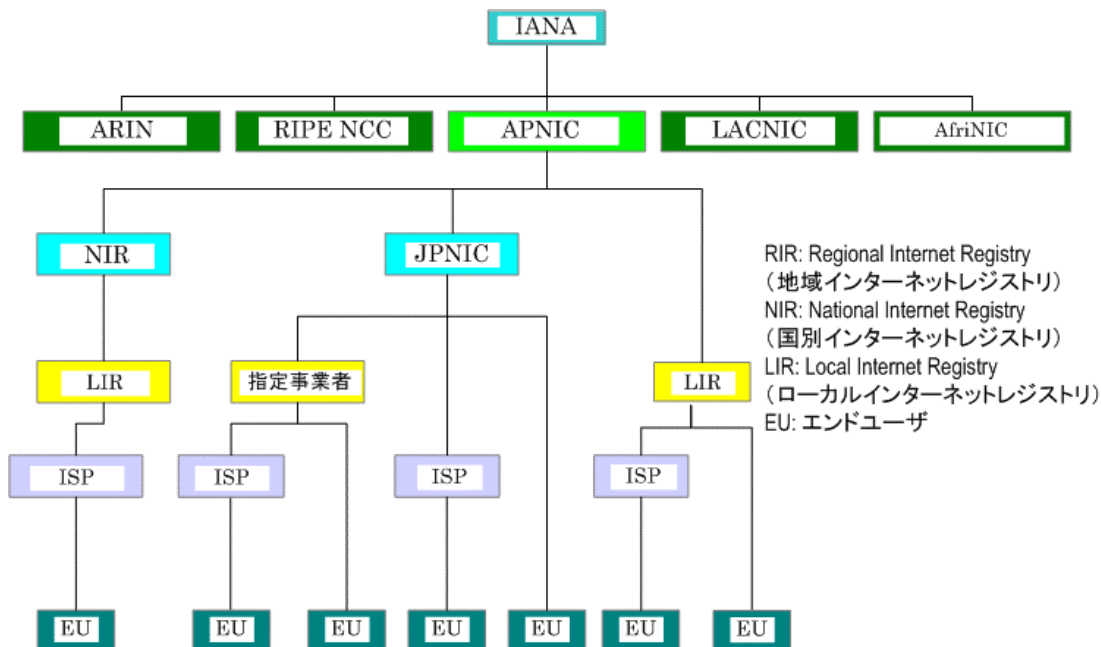 IANA
ARIN
RIPE NCC
APNIC
LACNIC
AfriNIC
NIR
JPNIC
RIR: Regional Internet Registry
（地域インターネットレジストリ）
NIR: National Internet Registry
（国別インターネットレジストリ）
LIR: Local Internet Registry
（ローカルインターネットレジストリ）
EU: エンドユーザ
LIR
指定事業者
LIR
ISP
ISP
ISP
ISP
EU
EU
EU
EU
EU
EU
EU